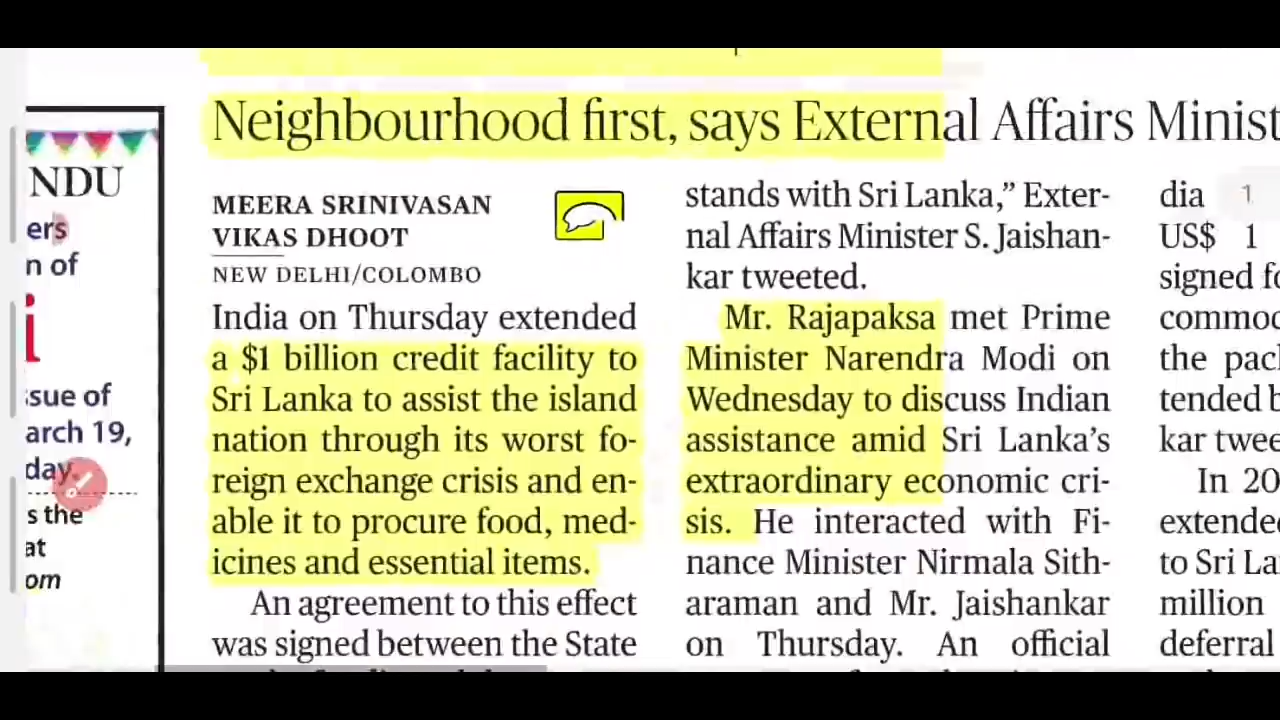 Neighbourhood first, says External Affairs Minist
NDU
ers
n of
i
sue of
arch 19,
day.
s the
at
om
MEERA SRINIVASAN
VIKAS DHOOT
NEW DELHI/COLOMBO
India on Thursday extended
a $1 billion credit facility to
Sri Lanka to assist the island
nation through its worst fo-
reign exchange crisis and en-
able it to procure food, med-
icines and essential items.
An agreement to this effect
was signed between the State
stands with Sri Lanka,” Exter-
nal Affairs Minister S. Jaishan-
kar tweeted.
Mr. Rajapaksa met Prime
Minister Narendra Modi on
Wednesday to discuss Indian
assistance amid Sri Lanka’s
extraordinary economic cri-
sis. He interacted with Fi-
nance Minister Nirmala Sith-
araman and Mr. Jaishankar
on Thursday. An official
dia
1
US$ 1
signed fo
commod
the pack
tended b
kar twee
In 20
extended
to Sri La
million
deferral